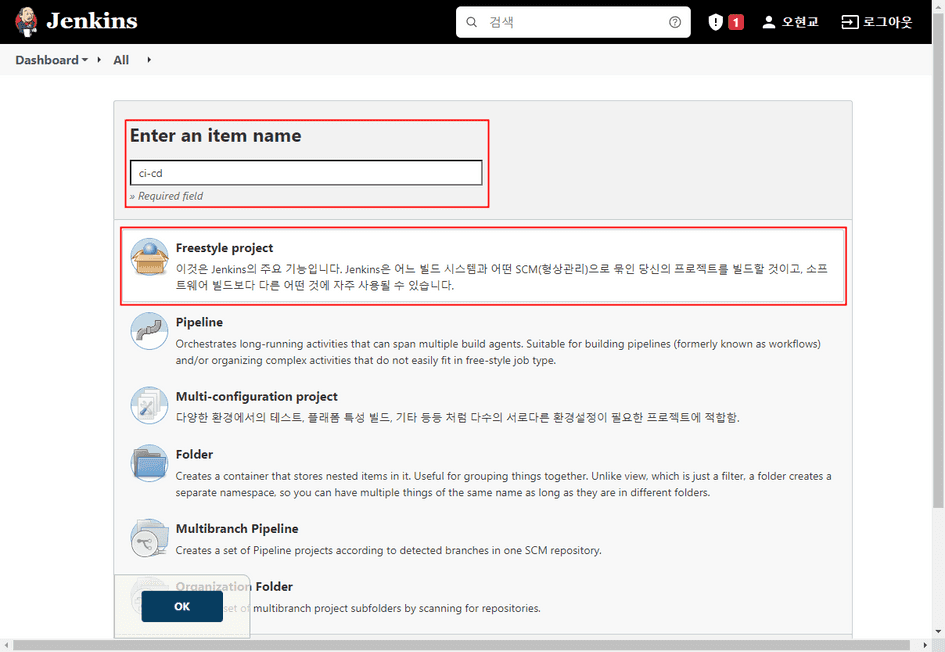 Jenkins
검색
1
오현교
로그아웃
Dashboard
All
Enter an item name
ci-cd
» Required field
Freestyle project
이것은 Jenkins의 주요 기능입니다. Jenkins은 어느 빌드 시스템과 어떤 SCM(형상관리)으로 묶인 당신의 프로젝트를 빌드할 것이고, 소프
트웨어 빌드보다 다른 어떤 것에 자주 사용될 수 있습니다.
Pipeline
Orchestrates long-running activities that can span multiple build agents. Suitable for building pipelines (formerly known as workflows)
and/or organizing complex activities that do not easily fit in free-style job type.
Multi-configuration project
다양한 환경에서의 테스트, 플래폼 특성 빌드, 기타 등등 처럼 다수의 서로다른 환경설정이 필요한 프로젝트에 적합함.
Folder
Creates a container that stores nested items in it. Useful for grouping things together. Unlike view, which is just a filter, a folder creates a
separate namespace, so you can have multiple things of the same name as long as they are in different folders.
Multibranch Pipeline
Creates a set of Pipeline projects according to detected branches in one SCM repository.
Organization Folder
set of multibranch project subfolders by scanning for repositories.
OK